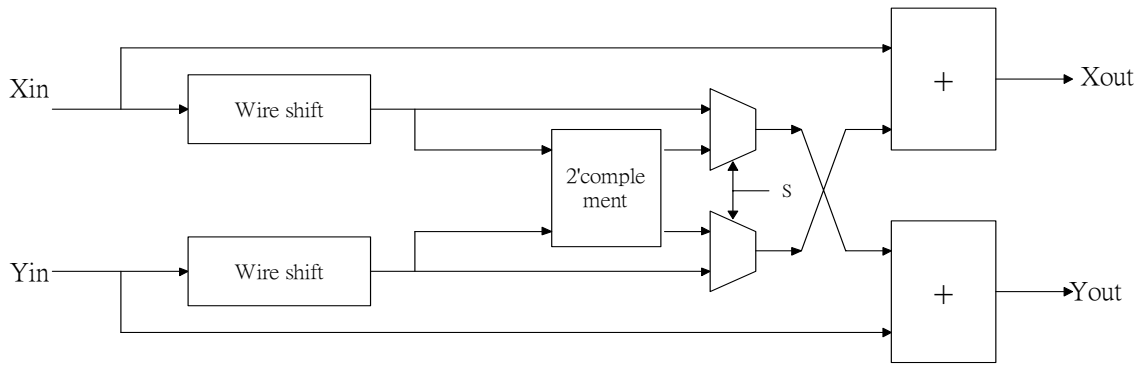 Xin
Wire shift
+
Xout
2'comple
ment
S
Yin
Wire shift
+
Yout